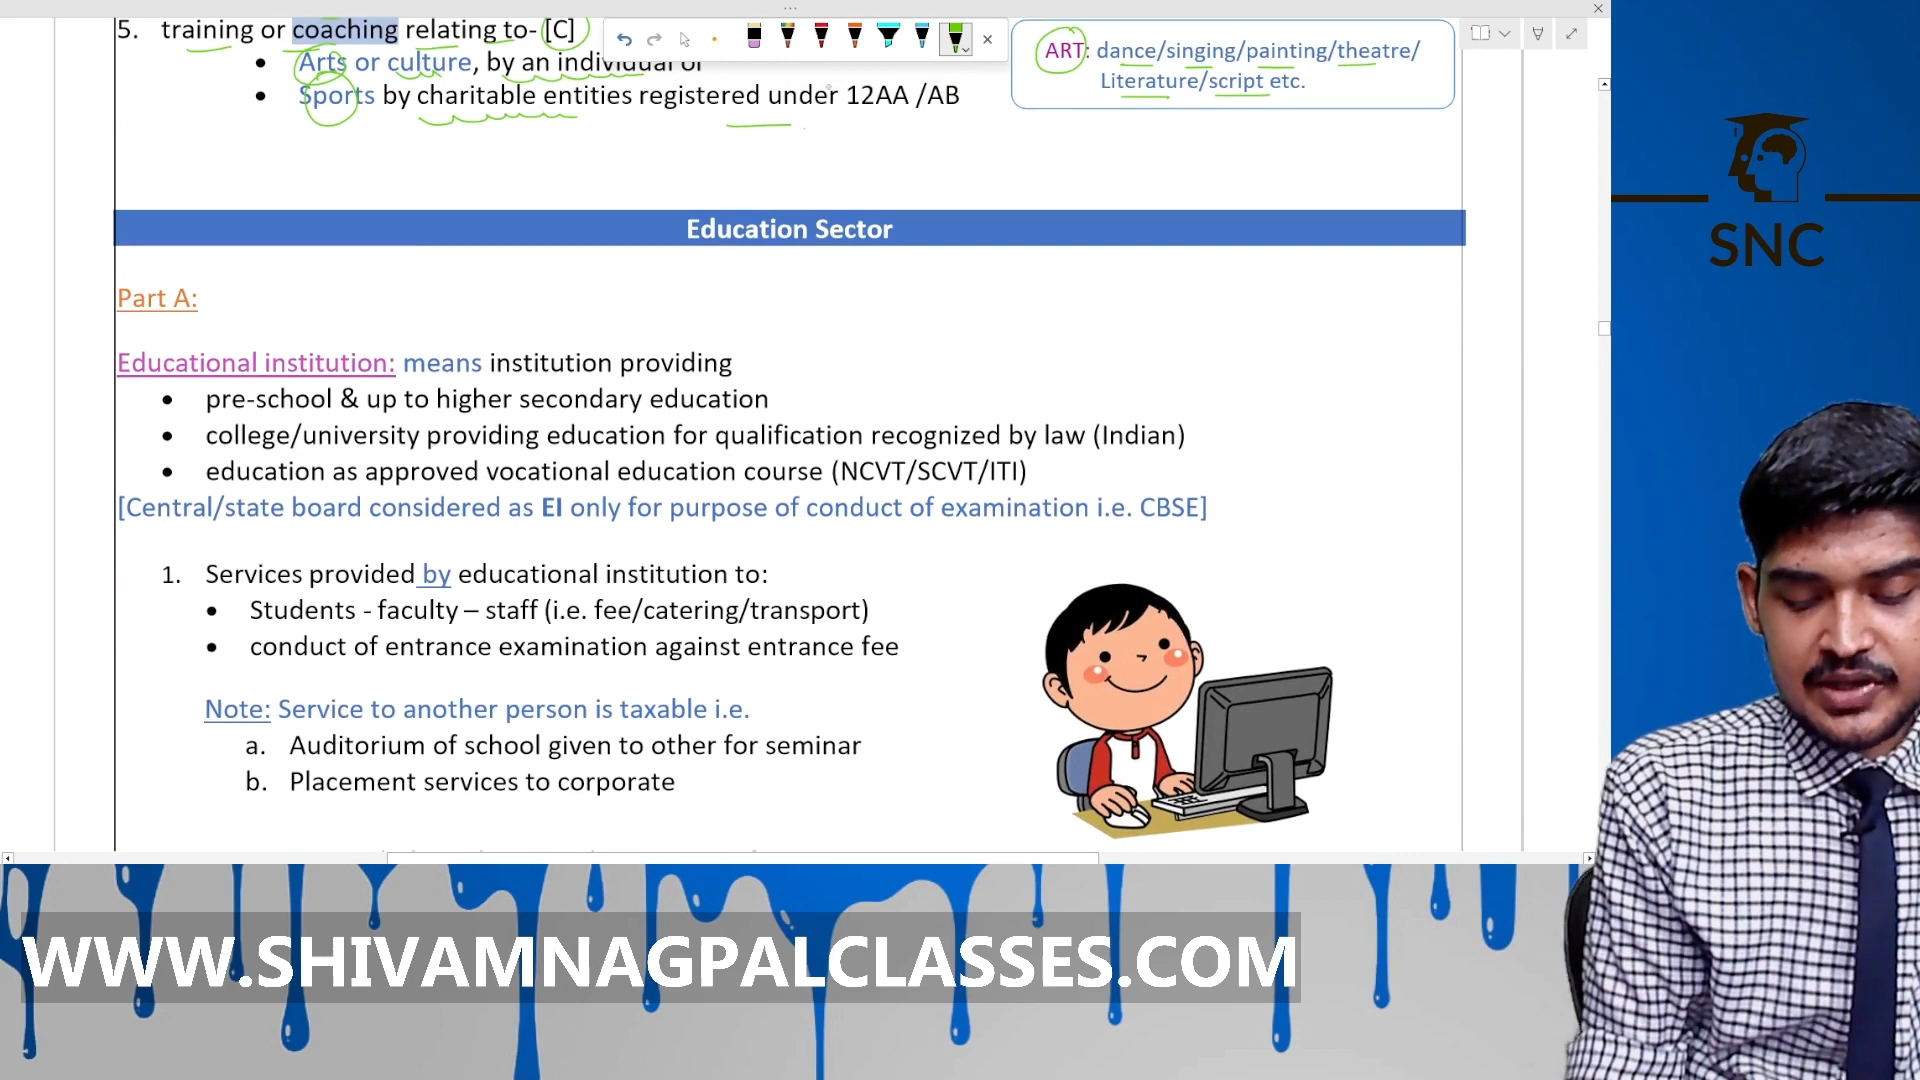 5. training or coaching relating to- [C]
• Arts or culture, by an individual or
• Sports by charitable entities registered under 12AA /AB
ART: dance/singing/painting/theatre/
Literature/script etc.
Education Sector
Part A:
Educational institution: means institution providing
• pre-school & up to higher secondary education
• college/university providing education for qualification recognized by law (Indian)
• education as approved vocational education course (NCVT/SCVT/ITI)
[Central/state board considered as EI only for purpose of conduct of examination i.e. CBSE]
1. Services provided by educational institution to:
• Students - faculty – staff (i.e. fee/catering/transport)
• conduct of entrance examination against entrance fee
Note: Service to another person is taxable i.e.
a. Auditorium of school given to other for seminar
b. Placement services to corporate
SNC
WWW.SHIVAMNAGPALCLASSES.COM